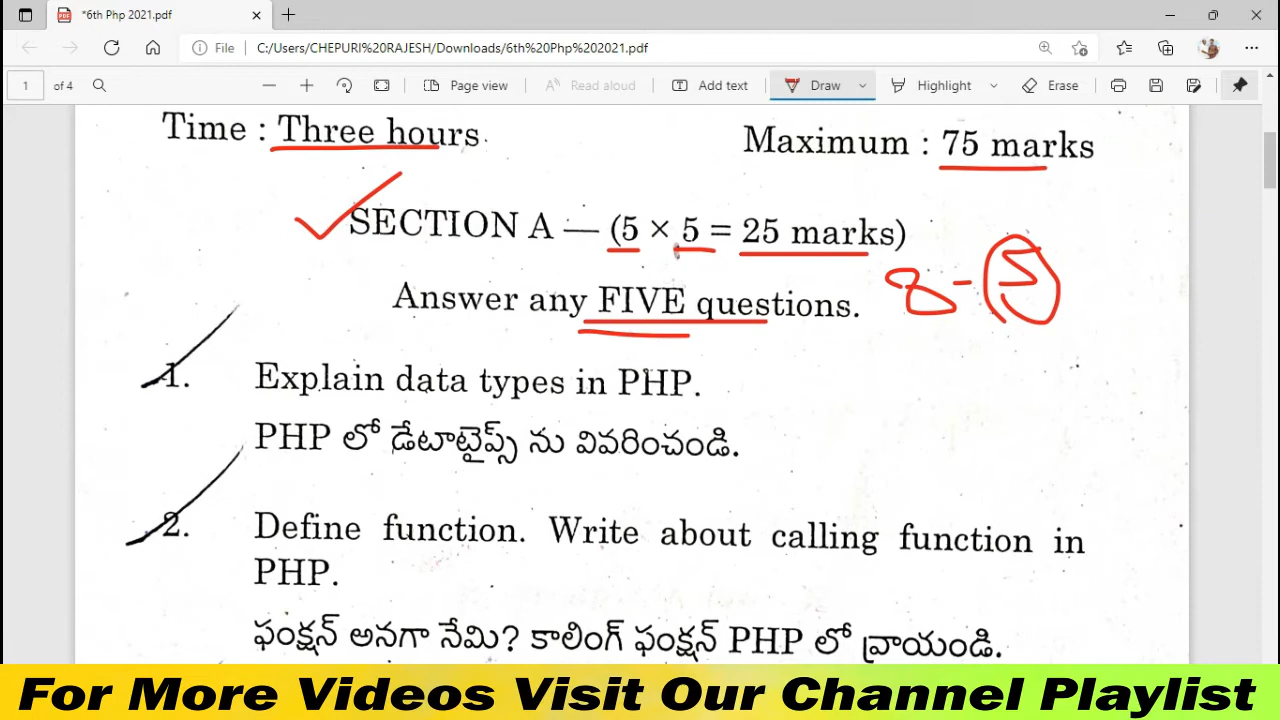 *6th Php 2021.pdf
File C:/Users/CHEPURI%20RAJESH/Downloads/6th%20Php%202021.pdf
1 of 4 Page view Read aloud Add text Draw Highlight Erase
Time : Three hours Maximum : 75 marks
SECTION A — (5 × 5 = 25 marks)
Answer any FIVE questions. 8 - 5
1. Explain data types in PHP.
PHP లో డేటాటైప్స్ ను వివరించండి.
2. Define function. Write about calling function in
PHP.
ఫంక్షన్ అనగా నేమి? కాలింగ్ ఫంక్షన్ PHP లో వ్రాయండి.
For More Videos Visit Our Channel Playlist